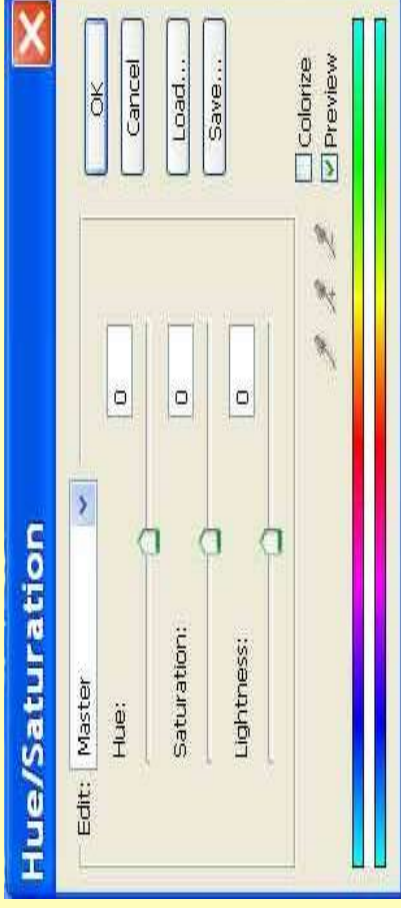 Hue/Saturation
Edit: Master
Hue: 0
Saturation: 0
Lightness: 0
OK
Cancel
Load...
Save...
Colorize
Preview